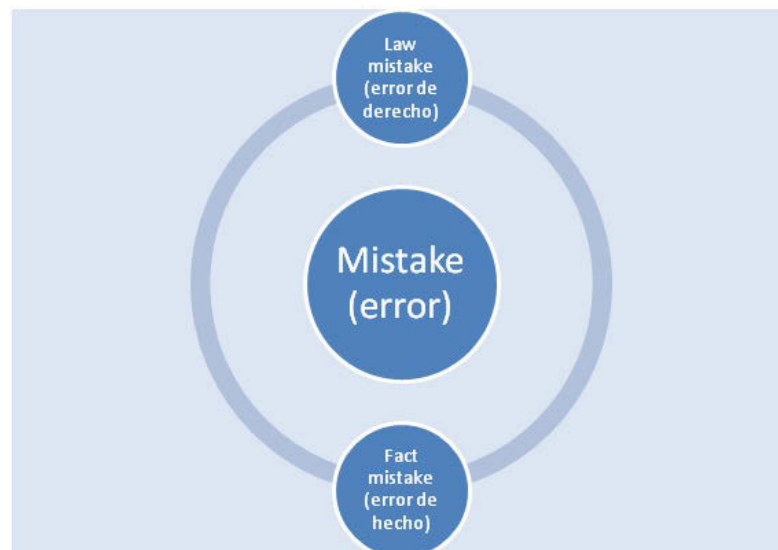 Law
mistake
(error de
derecho)
Mistake
(error)
Fact
mistake
(error de
hecho)